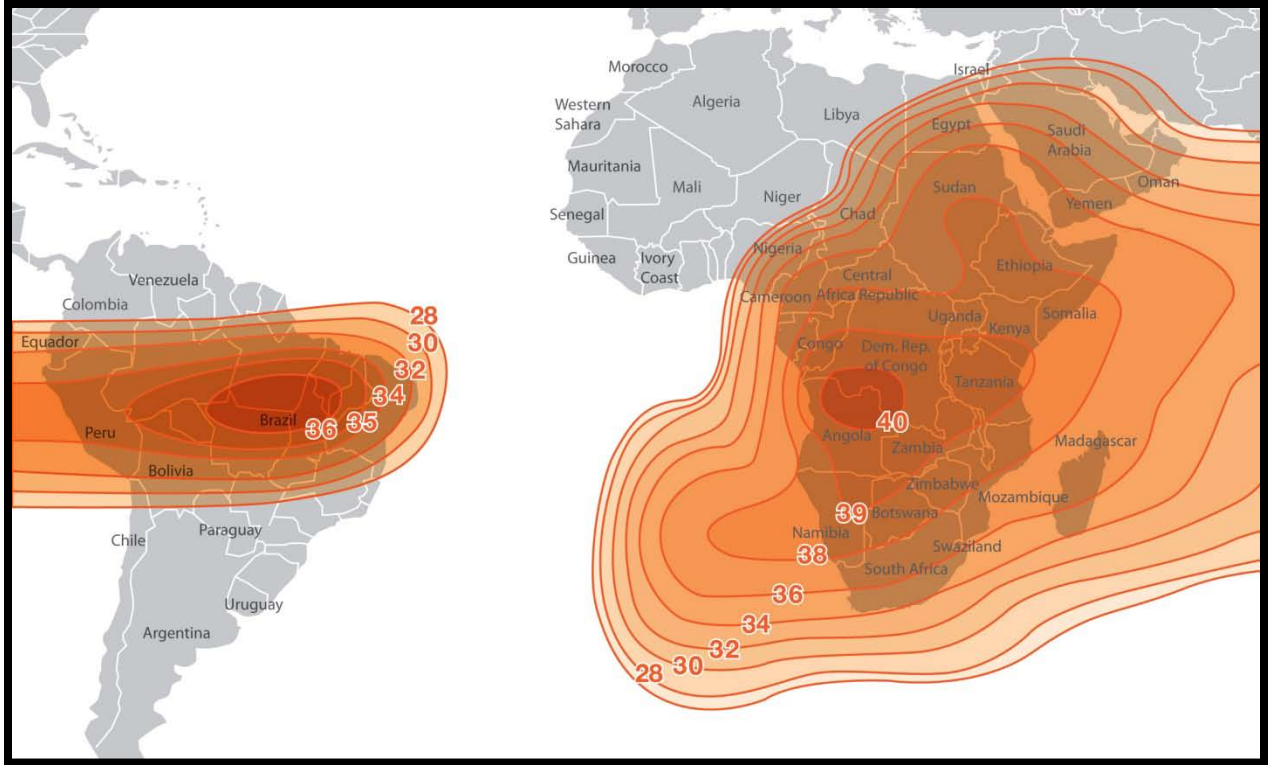 Morocco
Israel
Western
Sahara
Algeria
Libya
Egypt
Saudi
Arabia
Mauritania
Mali
Niger
Sudan
Oman
Senegal
Chad
Yemen
Guinea
Ivory
Coast
Nigeria
Ethiopia
Central
Africa Republic
Cameroon
Uganda
Kenya
Somalia
Congo
Dem. Rep.
of Congo
Tanzania
40
Angola
Zambia
Madagascar
Zimbabwe
Mozambique
39
Botswana
Namibia
38
Swaziland
South Africa
36
34
32
30
28
Venezuela
Colombia
28
Equador
30
32
34
35
36
Brazil
Peru
Bolivia
Paraguay
Chile
Uruguay
Argentina